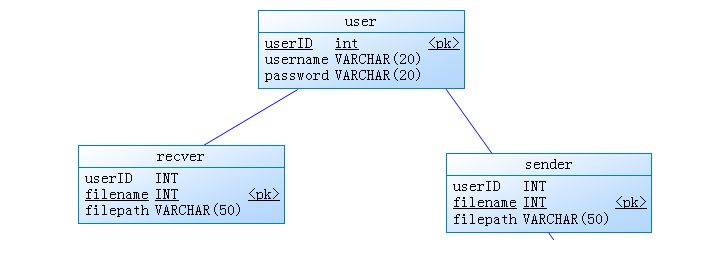 user
userID int <pk>
username VARCHAR(20)
password VARCHAR(20)
recver
userID INT
filename INT <pk>
filepath VARCHAR(50)
sender
userID INT
filename INT <pk>
filepath VARCHAR(50)